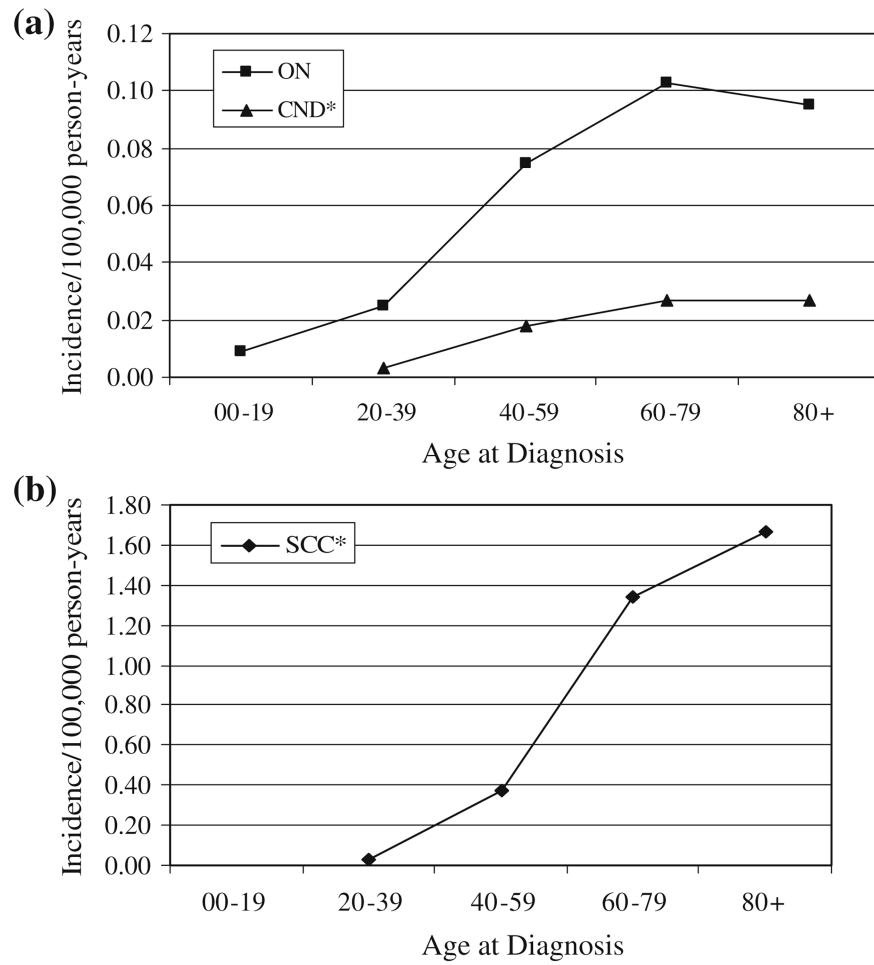 (a)
Incidence/100,000 person-years
0.12
0.10
0.08
0.06
0.04
0.02
0.00
ON
CND*
00-19 20-39 40-59 60-79 80+
Age at Diagnosis
(b)
Incidence/100,000 person-years
1.80
1.60
1.40
1.20
1.00
0.80
0.60
0.40
0.20
0.00
SCC*
00-19 20-39 40-59 60-79 80+
Age at Diagnosis